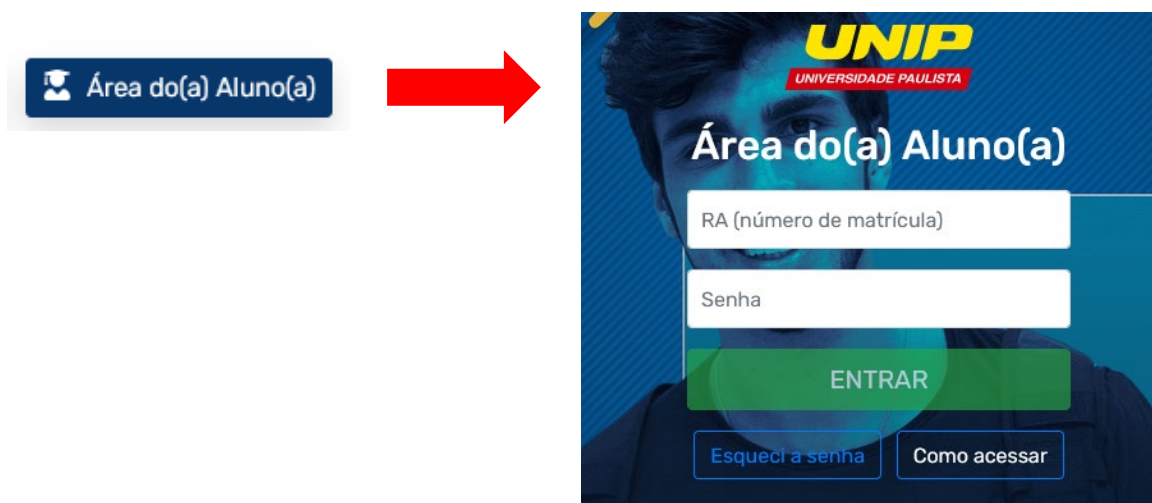 Área do(a) Aluno(a)
UNIP
UNIVERSIDADE PAULISTA
Área do(a) Aluno(a)
RA (número de matrícula)
Senha
ENTRAR
Esqueci a senha
Como acessar